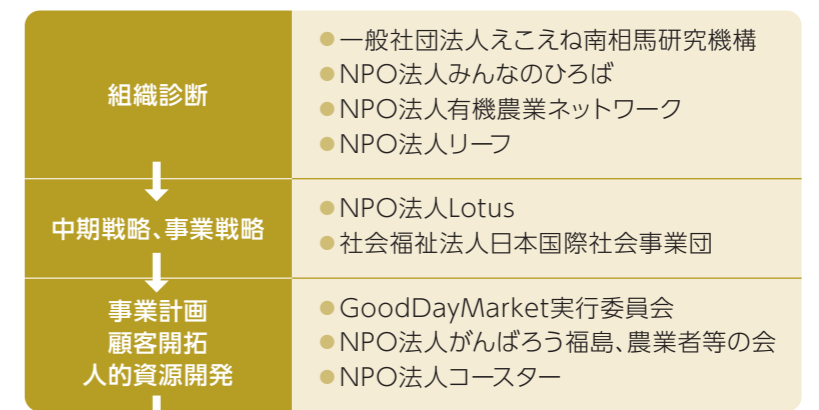 組織診断
●一般社団法人えこえね南相馬研究機構
●NPO法人みんなのひろば
●NPO法人有機農業ネットワーク
●NPO法人リーフ
中期戦略、事業戦略
●NPO法人Lotus
●社会福祉法人日本国際社会事業団
事業計画
顧客開拓
人的資源開発
●GoodDayMarket実行委員会
●NPO法人がんばろう福島、農業者等の会
●NPO法人コースター